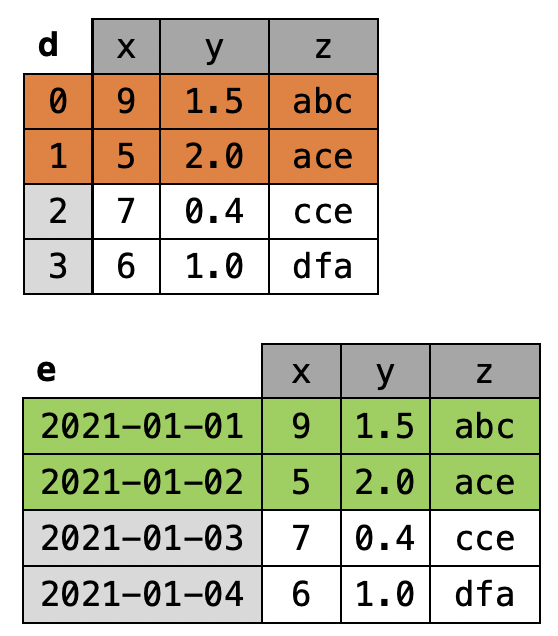 d x y z
0 9 1.5 abc
1 5 2.0 ace
2 7 0.4 cce
3 6 1.0 dfa
e x y z
2021-01-01 9 1.5 abc
2021-01-02 5 2.0 ace
2021-01-03 7 0.4 cce
2021-01-04 6 1.0 dfa